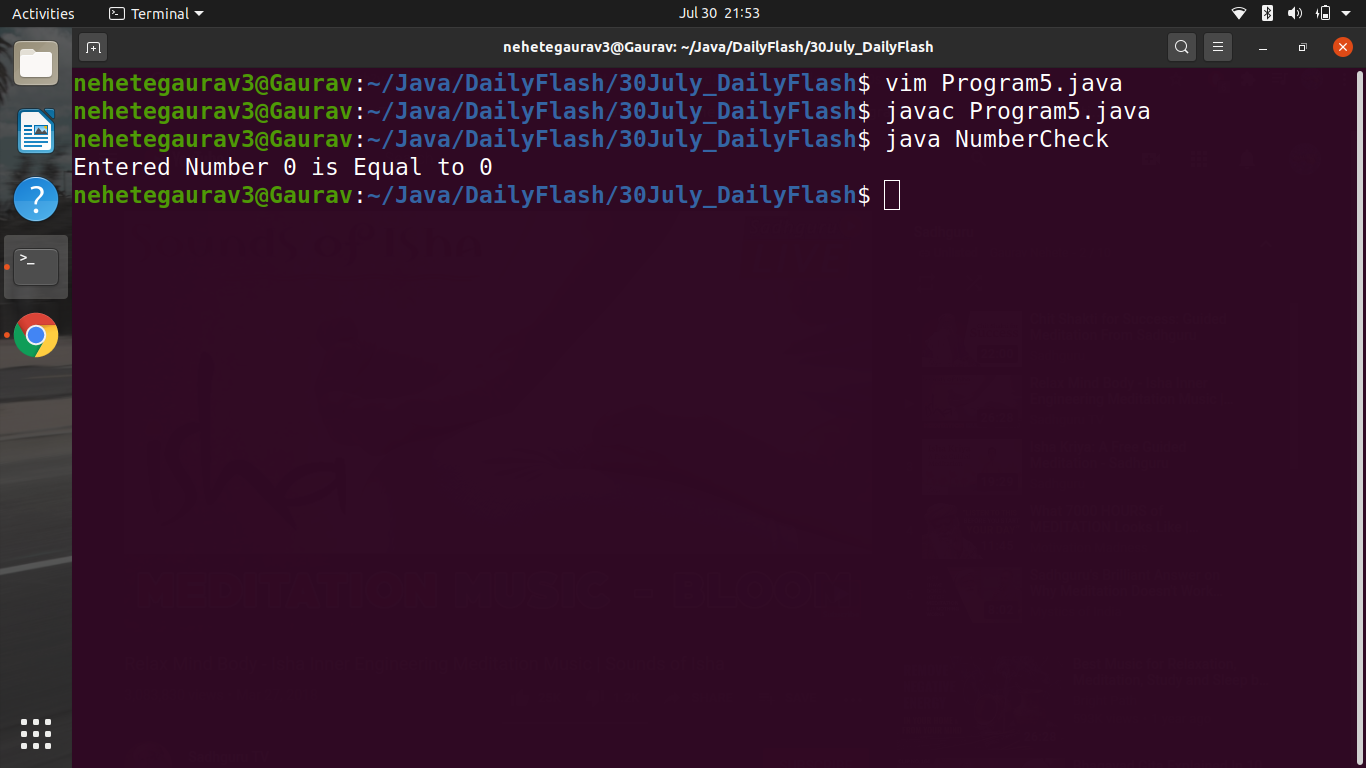 Activities
Terminal
Jul 30 21:53
nehetegaurav3@Gaurav: ~/Java/DailyFlash/30July_DailyFlash
nehetegaurav3@Gaurav:~/Java/DailyFlash/30July_DailyFlash$ vim Program5.java
nehetegaurav3@Gaurav:~/Java/DailyFlash/30July_DailyFlash$ javac Program5.java
nehetegaurav3@Gaurav:~/Java/DailyFlash/30July_DailyFlash$ java NumberCheck
Entered Number 0 is Equal to 0
nehetegaurav3@Gaurav:~/Java/DailyFlash/30July_DailyFlash$